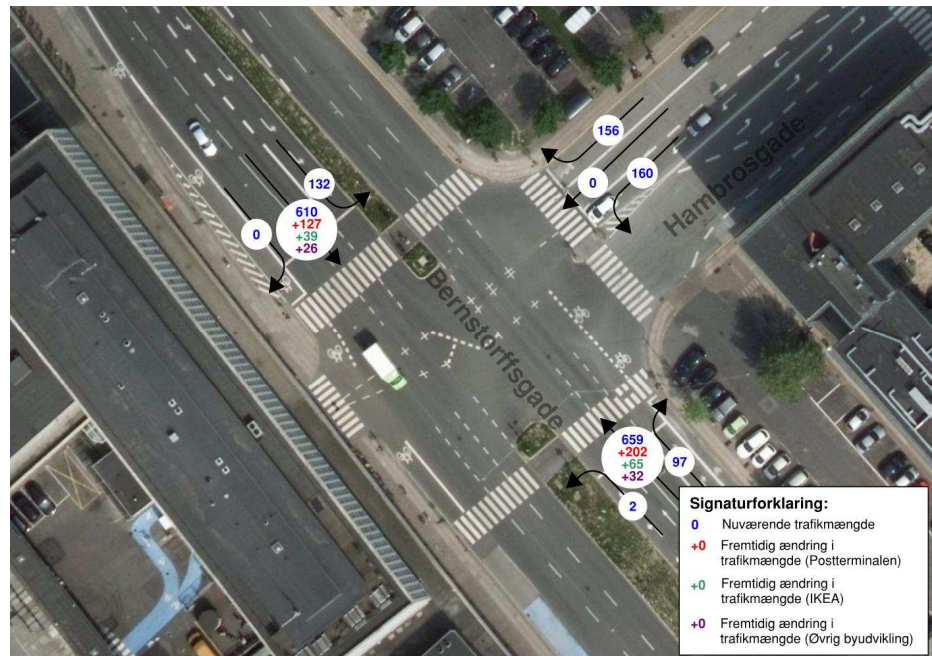 156
Hambrosgade
132
0
160
610
+127
+39
+26
0
Bernstorffsgade
659
+202
+65
+32
97
2
Signaturforklaring:
0 Nuværende trafikmængde
+0 Fremtidig ændring i
trafikmængde (Postterminalen)
+0 Fremtidig ændring i
trafikmængde (IKEA)
+0 Fremtidig ændring i
trafikmængde (Øvrig byudvikling)